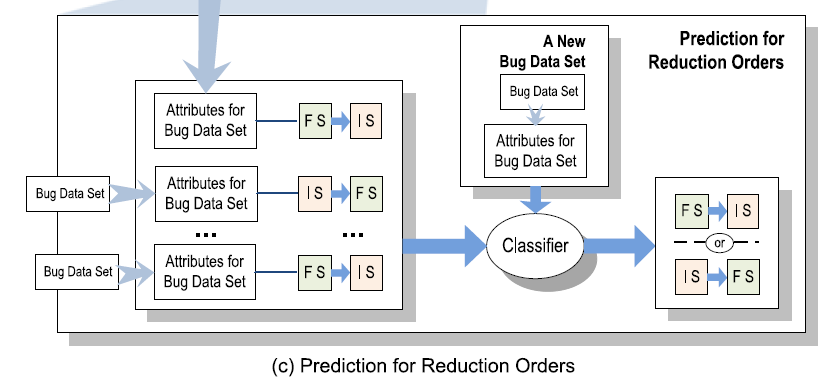 A New
Bug Data Set
Prediction for
Reduction Orders
Bug Data Set
Attributes for
Bug Data Set
Attributes for
Bug Data Set
F S
I S
Bug Data Set
Attributes for
Bug Data Set
I S
F S
...
...
Bug Data Set
Attributes for
Bug Data Set
F S
I S
Classifier
F S
I S
or
I S
F S
(c) Prediction for Reduction Orders